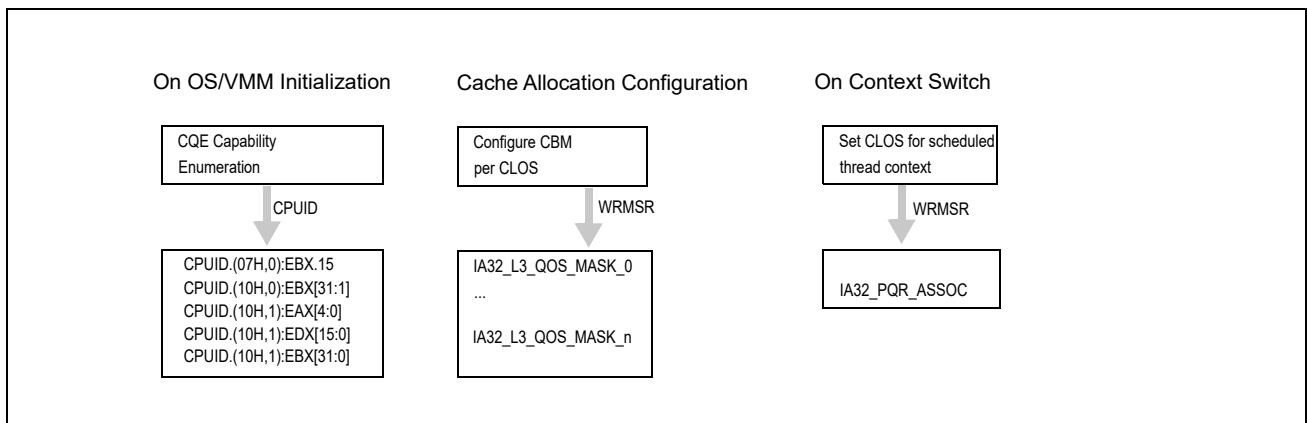 On OS/VMM Initialization
CQE Capability
Enumeration
CPUID
CPUID.(07H,0):EBX.15
CPUID.(10H,0):EBX[31:1]
CPUID.(10H,1):EAX[4:0]
CPUID.(10H,1):EDX[15:0]
CPUID.(10H,1):EBX[31:0]
Cache Allocation Configuration
Configure CBM
per CLOS
WRMSR
IA32_L3_QOS_MASK_0
...
IA32_L3_QOS_MASK_n
On Context Switch
Set CLOS for scheduled
thread context
WRMSR
IA32_PQR_ASSOC